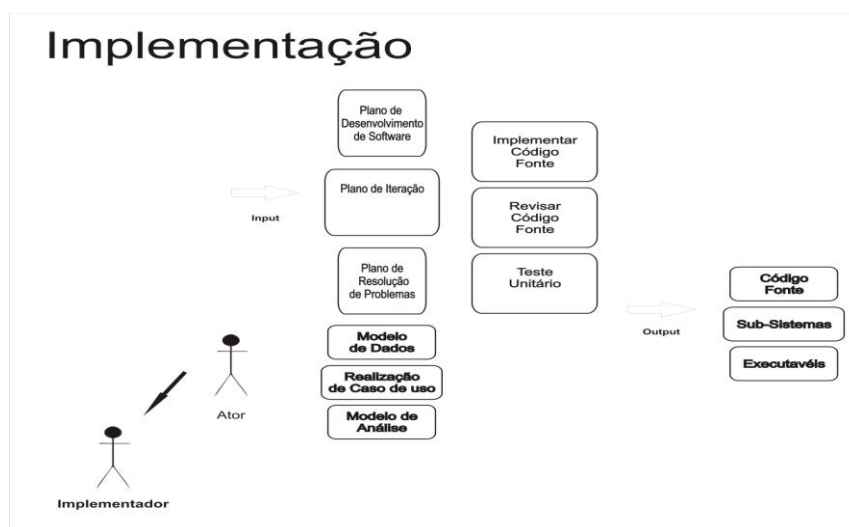 Implementação
Plano de
Desenvolvimento
de Software
Plano de Iteração
Input
Plano de
Resolução
de Problemas
Modelo
de Dados
Realização
de Caso de uso
Modelo de
Análise
Implementar
Código
Fonte
Revisar
Código
Fonte
Teste
Unitário
Output
Código
Fonte
Sub-Sistemas
Executavéis
Ator
Implementador